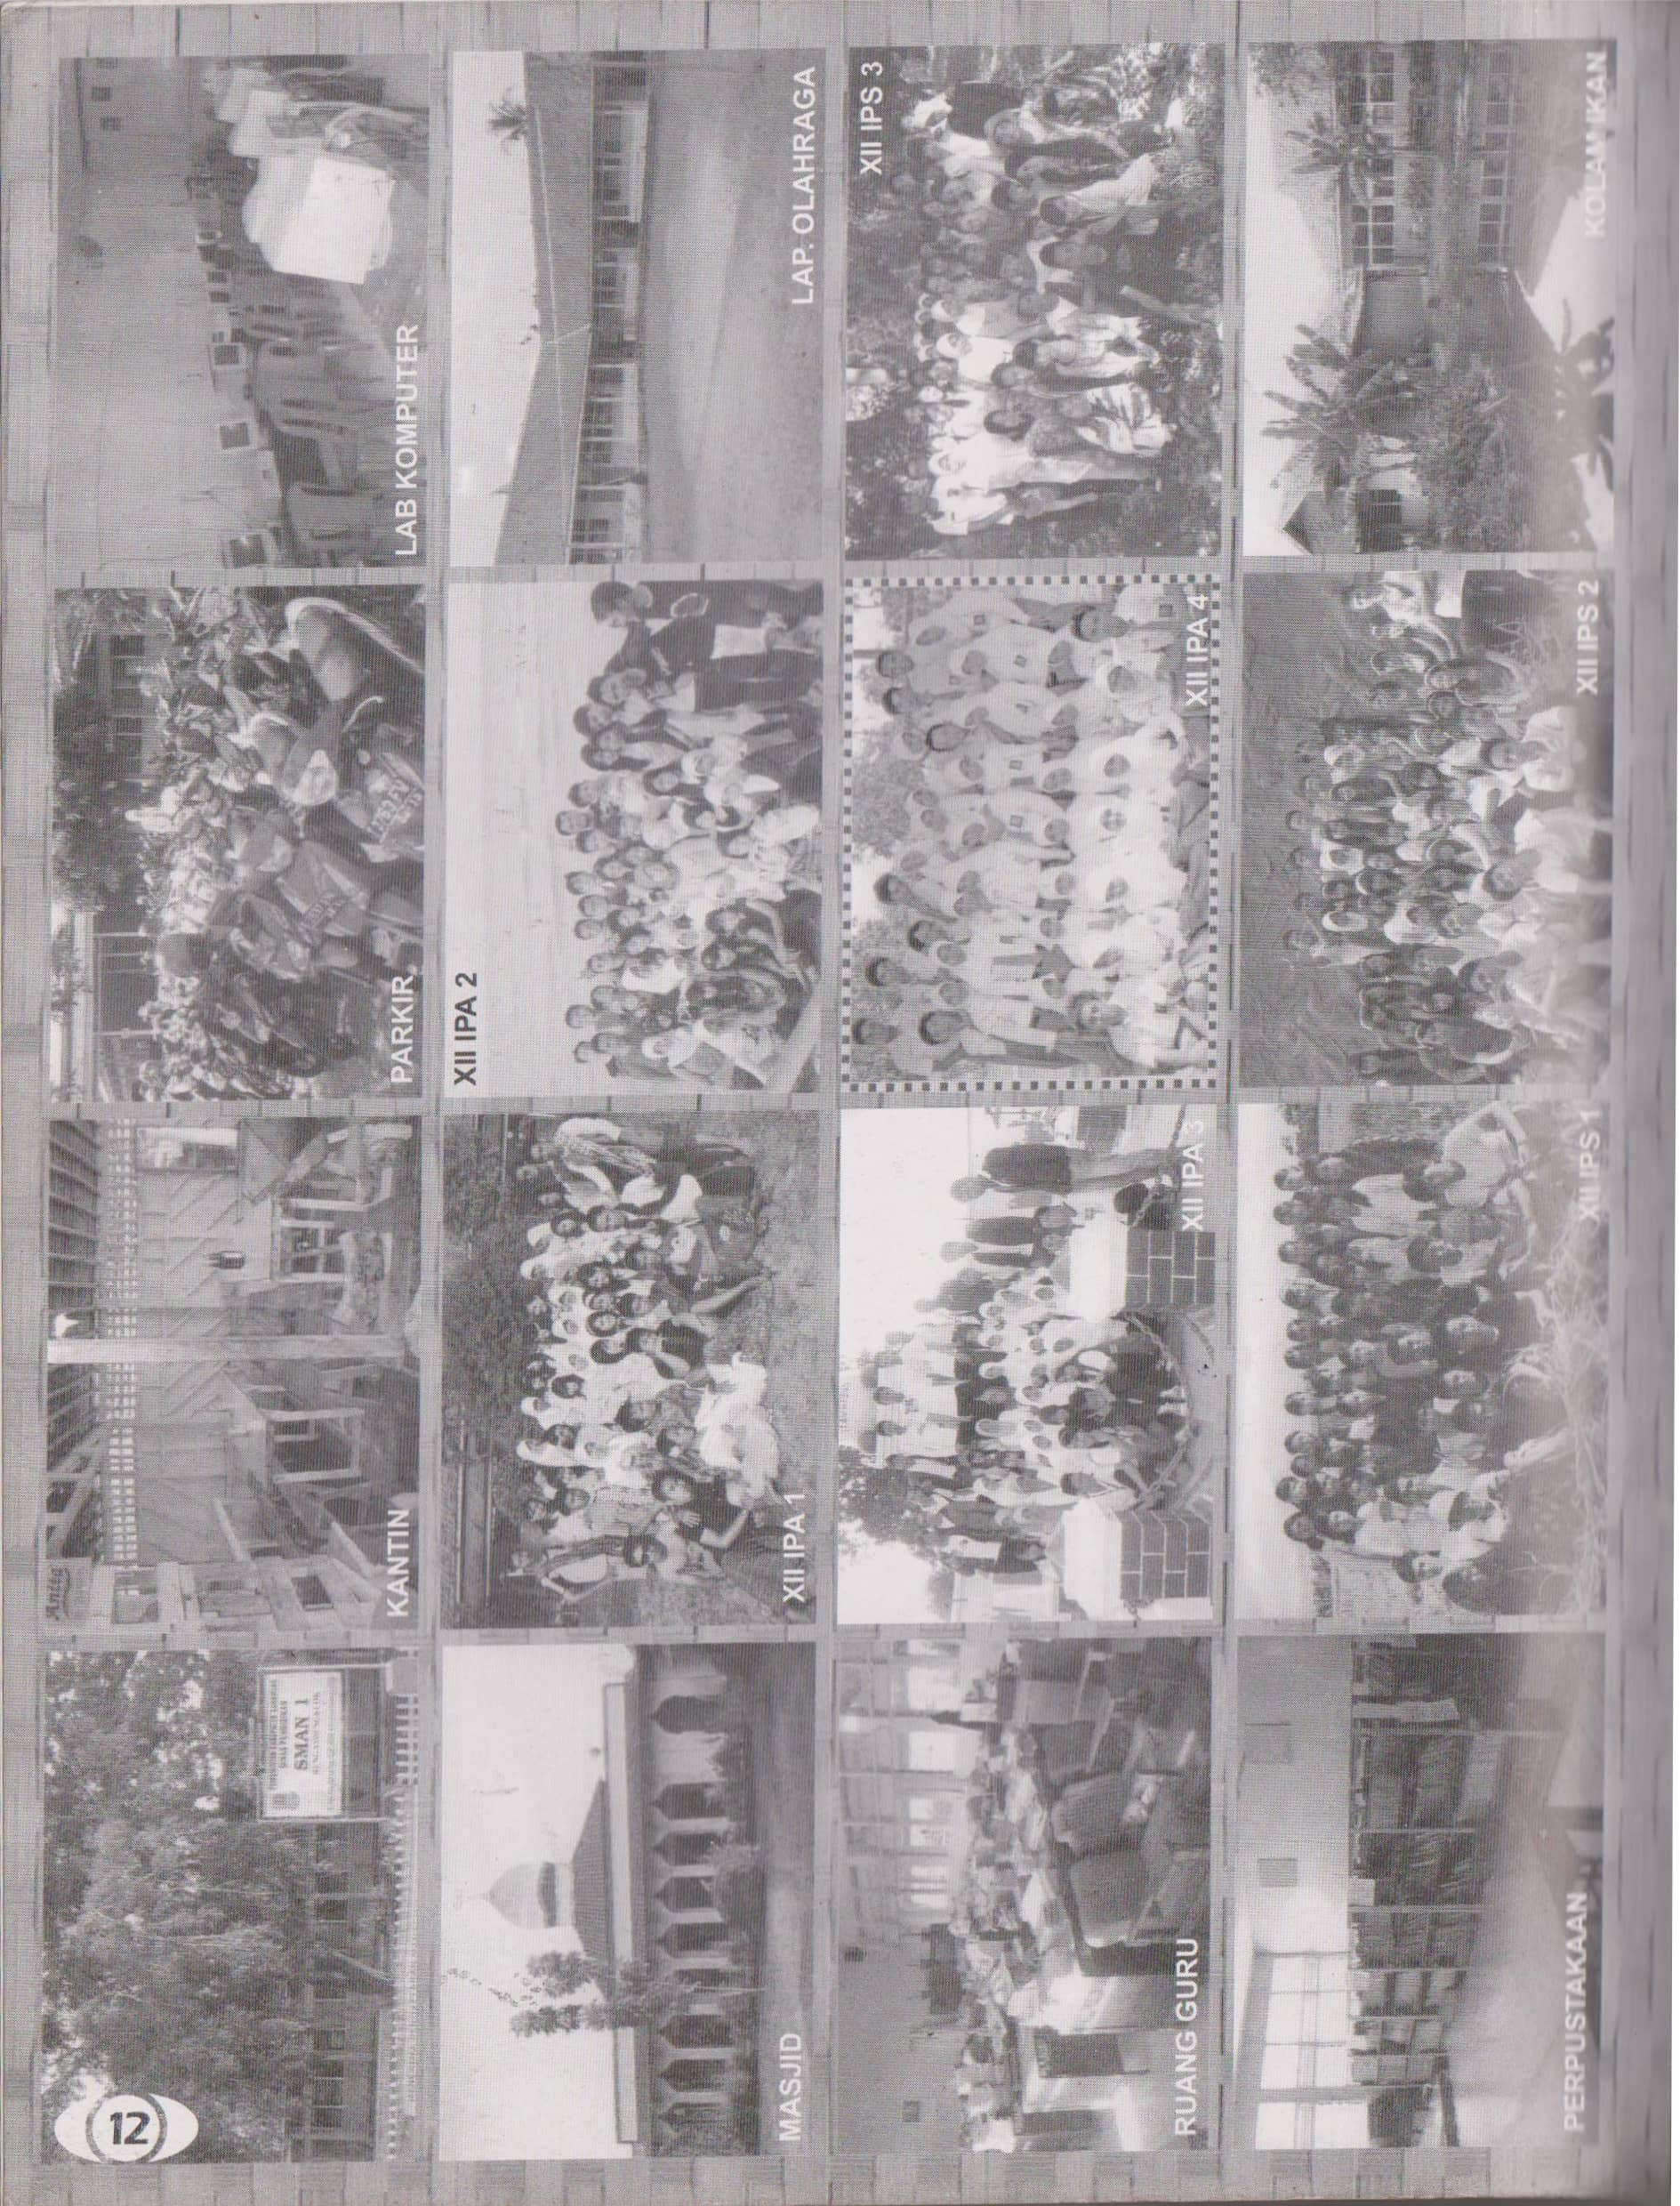 12
SMAN 1
KANTIN
PARKIR
LAB KOMPUTER
MASJID
XII IPA 1
XII IPA 2
LAP. OLAHRAGA
RUANG GURU
XII IPA 3
XII IPA 4
XII IPS 3
PERPUSTAKAAN
XII IPS 1
XII IPS 2
KOLAM IKAN